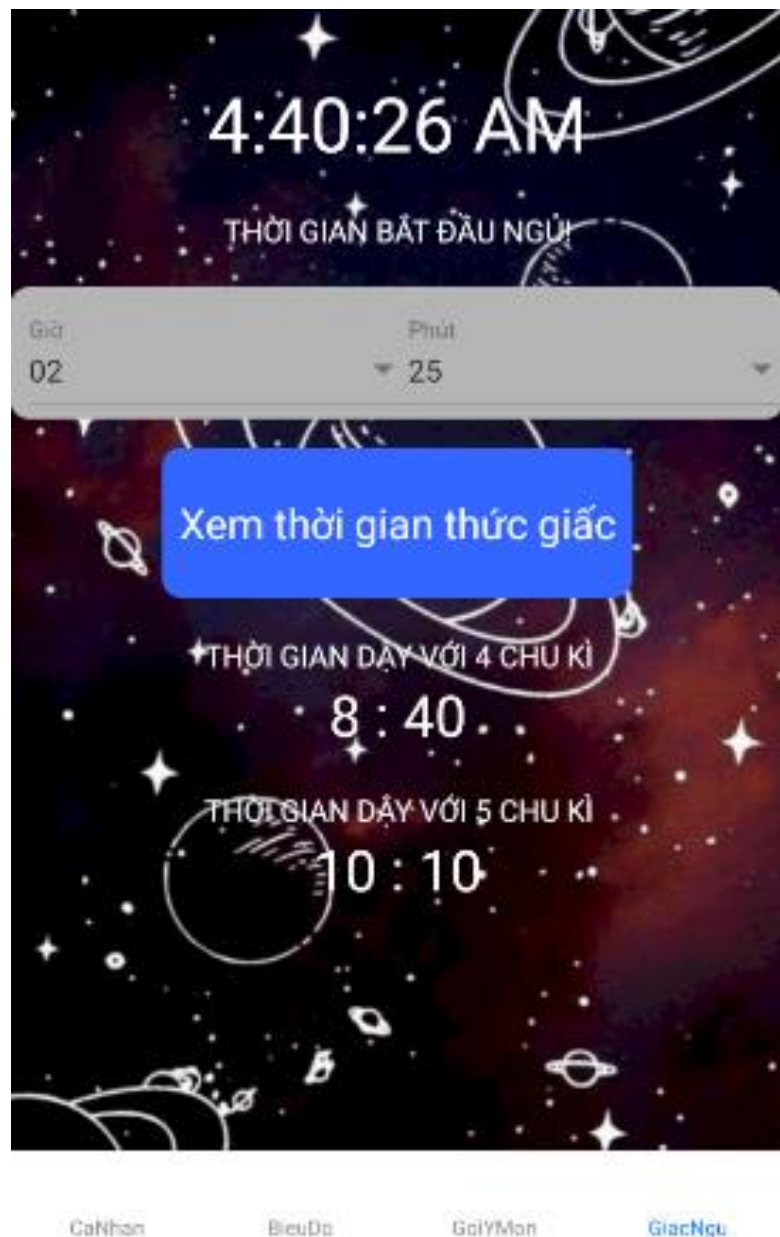 4:40:26 AM
THỜI GIAN BẮT ĐẦU NGỦ!
Giờ Phút
02 25
Xem thời gian thức giấc
THỜI GIAN DẬY VỚI 4 CHU KÌ
8 : 40
THỜI GIAN DẬY VỚI 5 CHU KÌ
10 : 10
CaNhan BieuDo GoiYMon GiacNgu